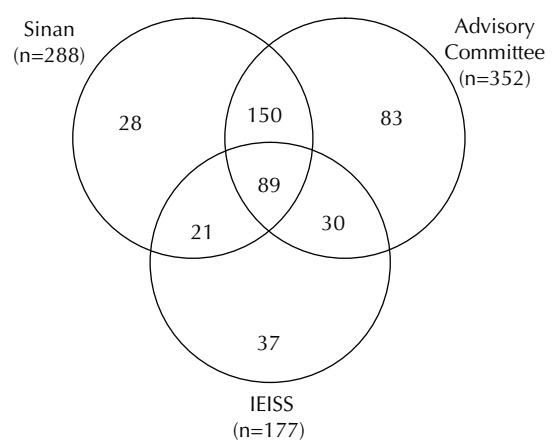 Sinan
(n=288)
Advisory
Committee
(n=352)
28
150
83
89
21
30
37
IEISS
(n=177)